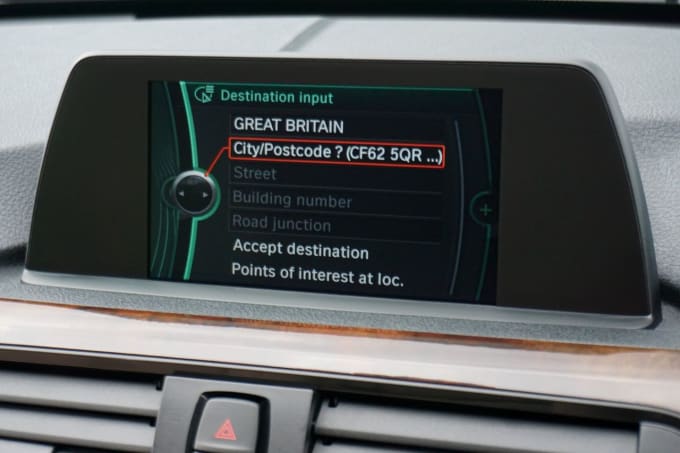 Destination input
GREAT BRITAIN
City/Postcode ? (CF62 5QR ...)
Street
Building number
Road junction
Accept destination
Points of interest at loc.